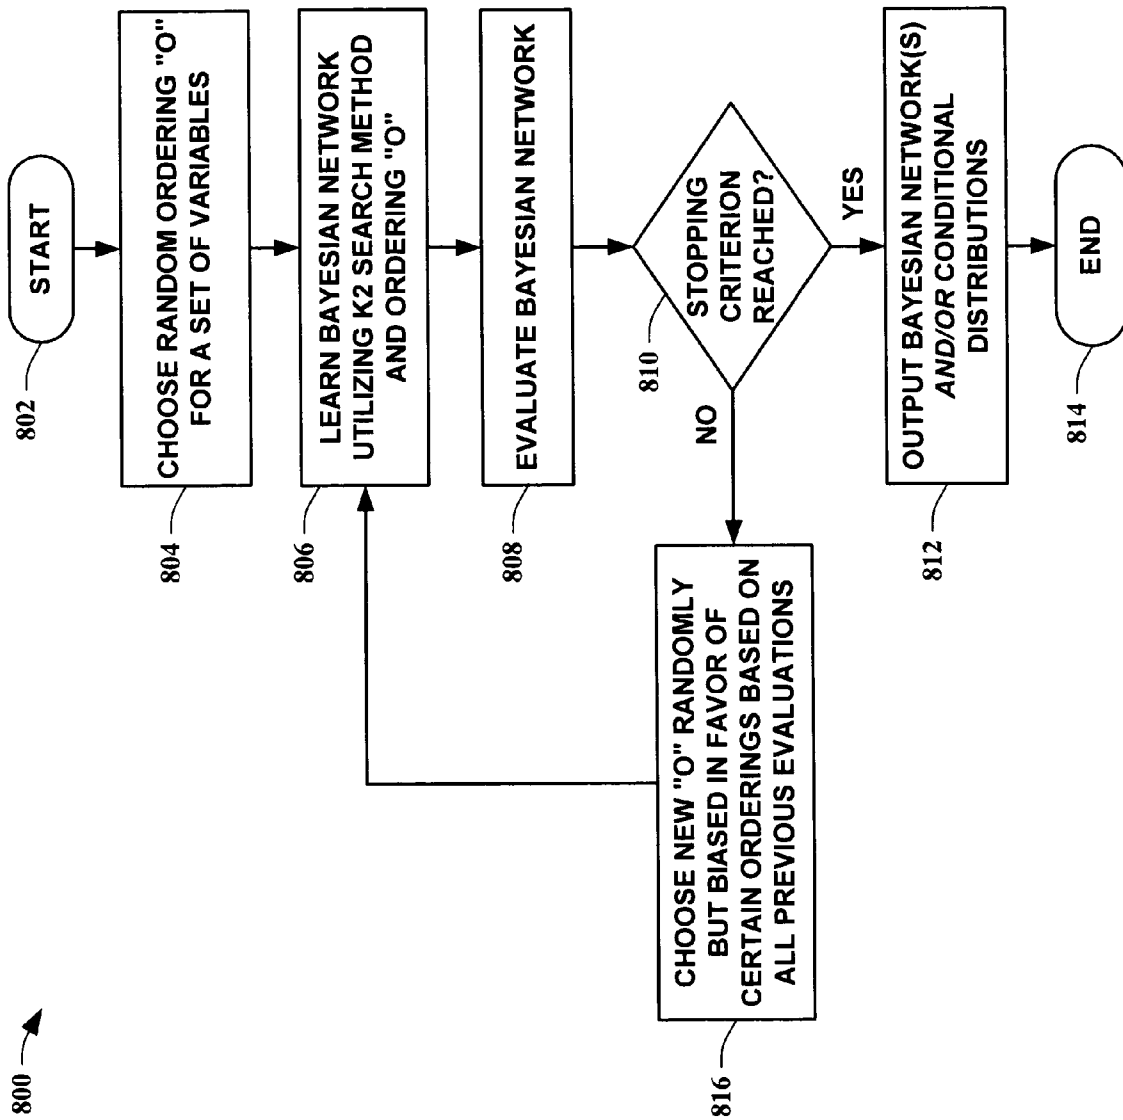 800
START
802
CHOOSE RANDOM ORDERING "O"
FOR A SET OF VARIABLES
804
LEARN BAYESIAN NETWORK
UTILIZING K2 SEARCH METHOD
AND ORDERING "O"
806
EVALUATE BAYESIAN NETWORK
808
STOPPING
CRITERION
REACHED?
810
NO
YES
CHOOSE NEW "O" RANDOMLY
BUT BIASED IN FAVOR OF
CERTAIN ORDERINGS BASED ON
ALL PREVIOUS EVALUATIONS
816
OUTPUT BAYESIAN NETWORK(S)
AND/OR CONDITIONAL
DISTRIBUTIONS
812
END
814